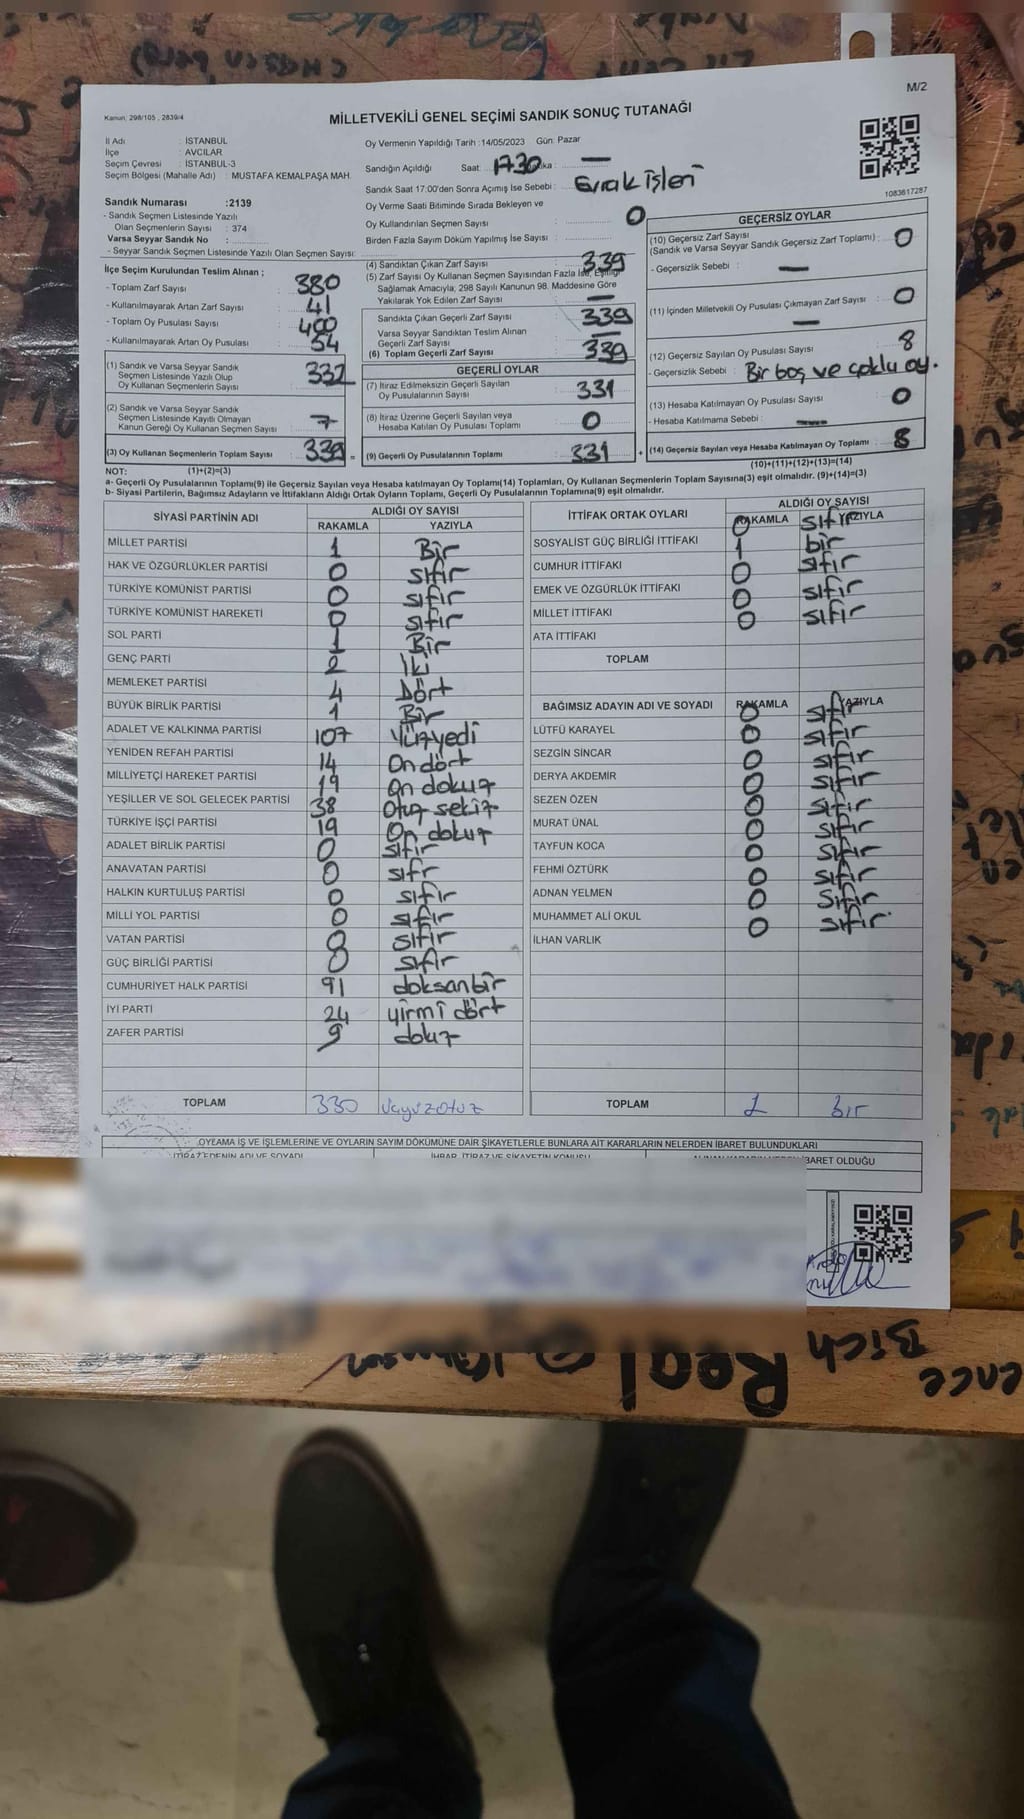 M/2
Kanun; 298/105 , 2839/4
MİLLETVEKİLİ GENEL SEÇİMİ SANDIK SONUÇ TUTANAĞI
İl Adı : İSTANBUL
İlçe : AVCILAR
Seçim Çevresi : İSTANBUL-3
Seçim Bölgesi (Mahalle Adı) : MUSTAFA KEMALPAŞA MAH.
Oy Vermenin Yapıldığı Tarih :14/05/2023 Gün: Pazar
Sandığın Açıldığı Saat: 17 30 —
Sandık Saat 17:00'den Sonra Açımış İse Sebebi : Evrak işleri
Oy Verme Saati Bitiminde Sırada Bekleyen ve
Oy Kullandırılan Seçmen Sayısı : 0
Birden Fazla Sayım Döküm Yapılmış İse Sayısı :
1083617287
Sandık Numarası :2139
- Sandık Seçmen Listesinde Yazılı
Olan Seçmenlerin Sayısı : 374
Varsa Seyyar Sandık No :
- Seyyar Sandık Seçmen Listesinde Yazılı Olan Seçmen Sayısı:
İlçe Seçim Kurulundan Teslim Alınan ;
- Toplam Zarf Sayısı : 380
- Kullanılmayarak Artan Zarf Sayısı : 41
- Toplam Oy Pusulası Sayısı : 400
- Kullanılmayarak Artan Oy Pusulası : 54
(1) Sandık ve Varsa Seyyar Sandık
Seçmen Listesinde Yazılı Olup
Oy Kullanan Seçmenlerin Sayısı : 332
(2) Sandık ve Varsa Seyyar Sandık
Seçmen Listesinde Kayıtlı Olmayan
Kanun Gereği Oy Kullanan Seçmen Sayısı : 7
(3) Oy Kullanan Seçmenlerin Toplam Sayısı : 339 =
(4) Sandıktan Çıkan Zarf Sayısı : 339
(5) Zarf Sayısı Oy Kullanan Seçmen Sayısından Fazla İse, Eşitliği
Sağlamak Amacıyla, 298 Sayılı Kanunun 98. Maddesine Göre
Yakılarak Yok Edilen Zarf Sayısı : —
Sandıkta Çıkan Geçerli Zarf Sayısı : 339
Varsa Seyyar Sandıktan Teslim Alınan
Geçerli Zarf Sayısı : —
(6) Toplam Geçerli Zarf Sayısı : 339
GEÇERLİ OYLAR
(7) İtiraz Edilmeksizin Geçerli Sayılan
Oy Pusulalarının Sayısı : 331
(8) İtiraz Üzerine Geçerli Sayılan veya
Hesaba Katılan Oy Pusulası Toplamı : 0
(9) Geçerli Oy Pusulalarının Toplamı : 331 +
GEÇERSİZ OYLAR
(10) Geçersiz Zarf Sayısı
(Sandık ve Varsa Seyyar Sandık Geçersiz Zarf Toplamı) : 0
- Geçersizlik Sebebi : —
(11) İçinden Milletvekili Oy Pusulası Çıkmayan Zarf Sayısı : 0
—
(12) Geçersiz Sayılan Oy Pusulası Sayısı : 8
- Geçersizlik Sebebi : Bir boş ve çoklu oy.
(13) Hesaba Katılmayan Oy Pusulası Sayısı : 0
- Hesaba Katılmama Sebebi : —
(14) Geçersiz Sayılan veya Hesaba Katılmayan Oy Toplamı : 8
NOT: (1)+(2)=(3)
(10)+(11)+(12)+(13)=(14)
a- Geçerli Oy Pusulalarının Toplamı(9) ile Geçersiz Sayılan veya Hesaba katılmayan Oy Toplamı(14) Toplamları, Oy Kullanan Seçmenlerin Toplam Sayısına(3) eşit olmalıdır. (9)+(14)=(3)
b- Siyasi Partilerin, Bağımsız Adayların ve İttifakların Aldığı Ortak Oyların Toplamı, Geçerli Oy Pusulalarının Toplamına(9) eşit olmalıdır.
SİYASİ PARTİNİN ADI ALDIĞI OY SAYISI
RAKAMLA YAZIYLA
MİLLET PARTİSİ 1 Bir
HAK VE ÖZGÜRLÜKLER PARTİSİ 0 sıfır
TÜRKİYE KOMÜNİST PARTİSİ 0 sıfır
TÜRKİYE KOMÜNİST HAREKETİ 0 sıfır
SOL PARTİ 1 Bir
GENÇ PARTİ 2 İki
MEMLEKET PARTİSİ 4 Dört
BÜYÜK BİRLİK PARTİSİ 1 Bir
ADALET VE KALKINMA PARTİSİ 107 Yüzyedi
YENİDEN REFAH PARTİSİ 14 On dört
MİLLİYETÇİ HAREKET PARTİSİ 19 On dokuz
YEŞİLLER VE SOL GELECEK PARTİSİ 38 Otuz sekiz
TÜRKİYE İŞÇİ PARTİSİ 19 On dokuz
ADALET BİRLİK PARTİSİ 0 sıfır
ANAVATAN PARTİSİ 0 sıfr
HALKIN KURTULUŞ PARTİSİ 0 sıfır
MİLLİ YOL PARTİSİ 0 sıfır
VATAN PARTİSİ 0 sıfır
GÜÇ BİRLİĞİ PARTİSİ 0 sıfır
CUMHURİYET HALK PARTİSİ 91 doksanbir
İYİ PARTİ 24 yirmi dört
ZAFER PARTİSİ 9 dokuz
TOPLAM 330 üçyüzotuz
İTTİFAK ORTAK OYLARI ALDIĞI OY SAYISI
RAKAMLA YAZIYLA
0 sıfır
SOSYALİST GÜÇ BİRLİĞİ İTTİFAKI 1 bir
CUMHUR İTTİFAKI 0 sıfır
EMEK VE ÖZGÜRLÜK İTTİFAKI 0 sıfır
MİLLET İTTİFAKI 0 sıfır
ATA İTTİFAKI
TOPLAM
BAĞIMSIZ ADAYIN ADI VE SOYADI RAKAMLA YAZIYLA
0 sıfır
LÜTFÜ KARAYEL 0 sıfır
SEZGİN SİNCAR 0 sıfır
DERYA AKDEMİR 0 sıfır
SEZEN ÖZEN 0 sıfır
MURAT ÜNAL 0 sıfır
TAYFUN KOCA 0 sıfır
FEHMİ ÖZTÜRK 0 sıfır
ADNAN YELMEN 0 sıfır
MUHAMMET ALİ OKUL 0 sıfır
İLHAN VARLIK
TOPLAM 1 bir
OYLAMA İŞ VE İŞLEMLERİNE VE OYLARIN SAYIM DÖKÜMÜNE DAİR ŞİKAYETLERLE BUNLARA AİT KARARLARIN NELERDEN İBARET BULUNDUKLARI
İTİRAZ EDENİN ADI VE SOYADI İHBAR, İTİRAZ VE ŞİKAYETİN KONUSU ALINAN KARARIN NEDEN İBARET OLDUĞU
Real
Bich
ence